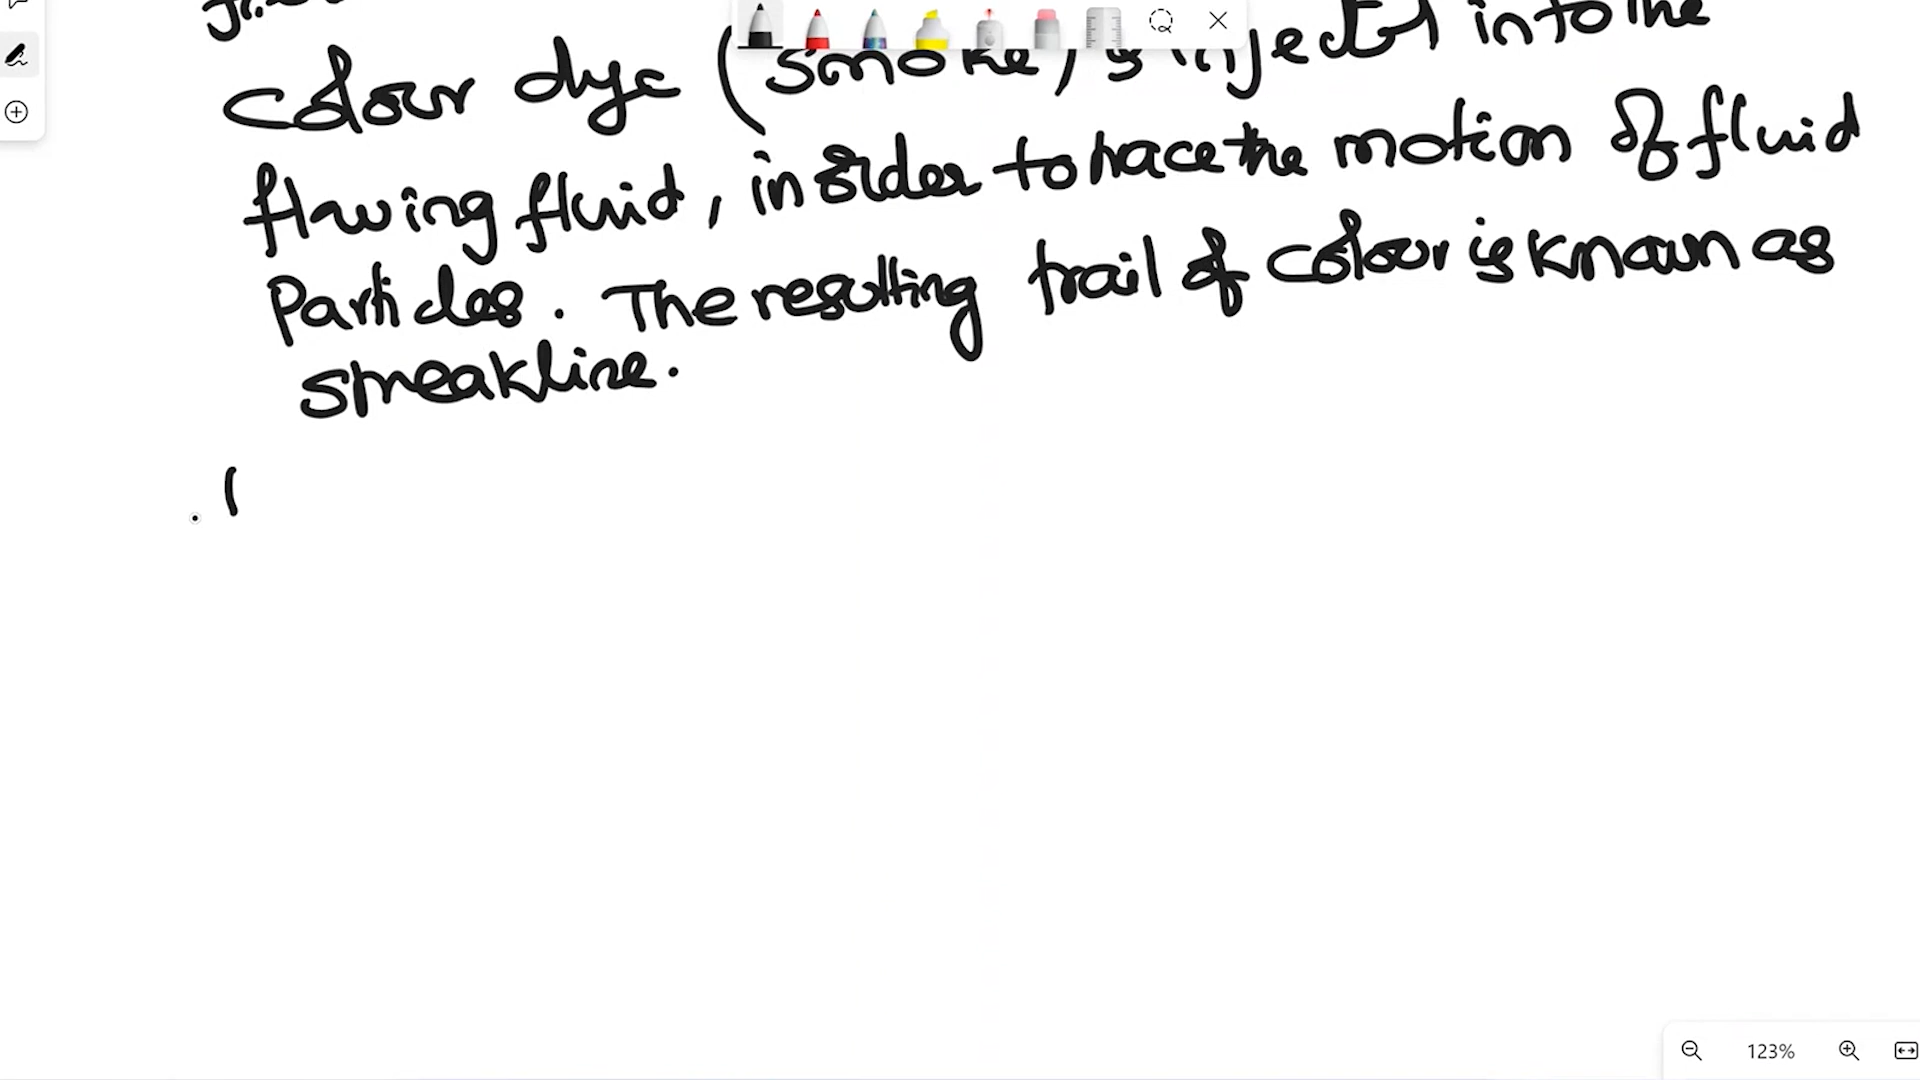 colour dye (smoke) is injected into the
flowing fluid, in order to trace the motion of fluid
particles. The resulting trail of colour is known as
streakline.
123%